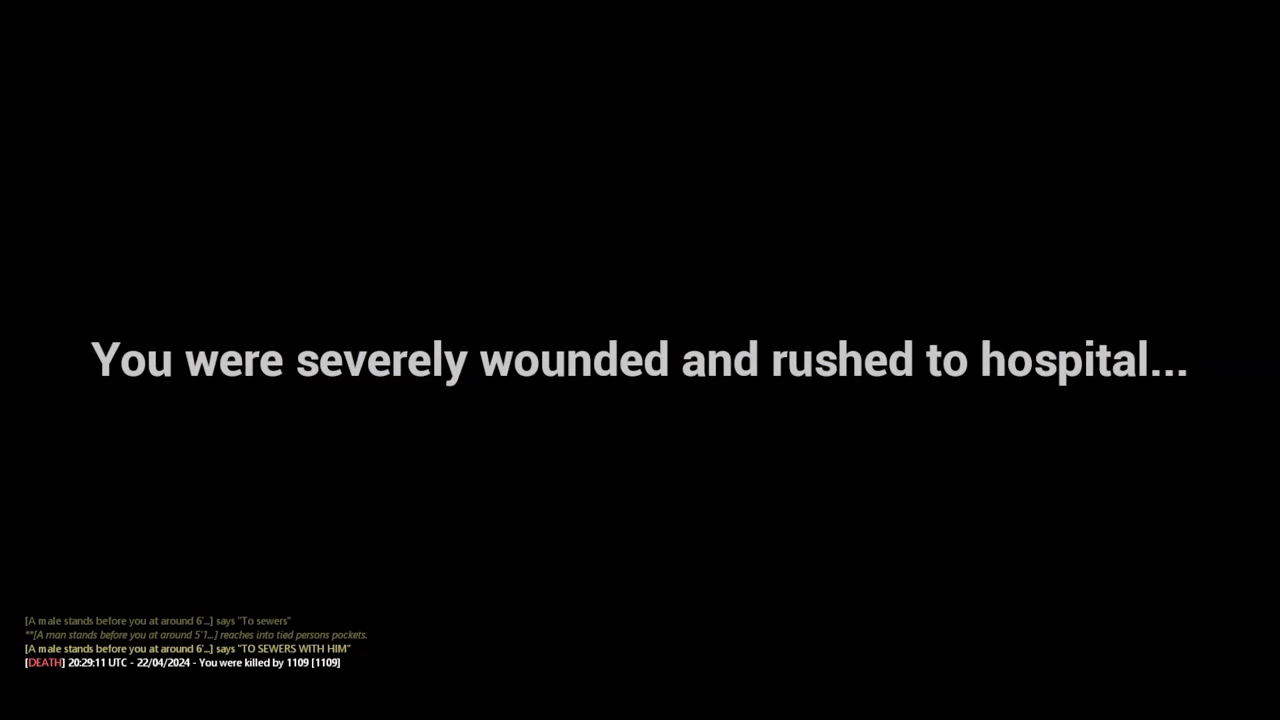 You were severely wounded and rushed to hospital...
[A male stands before you at around 6'...] says "To sewers"
**[A man stands before you at around 5'1...] reaches into tied persons pockets.
[A male stands before you at around 6'...] says "TO SEWERS WITH HIM"
[DEATH] 20:29:11 UTC - 22/04/2024 - You were killed by 1109 [1109]